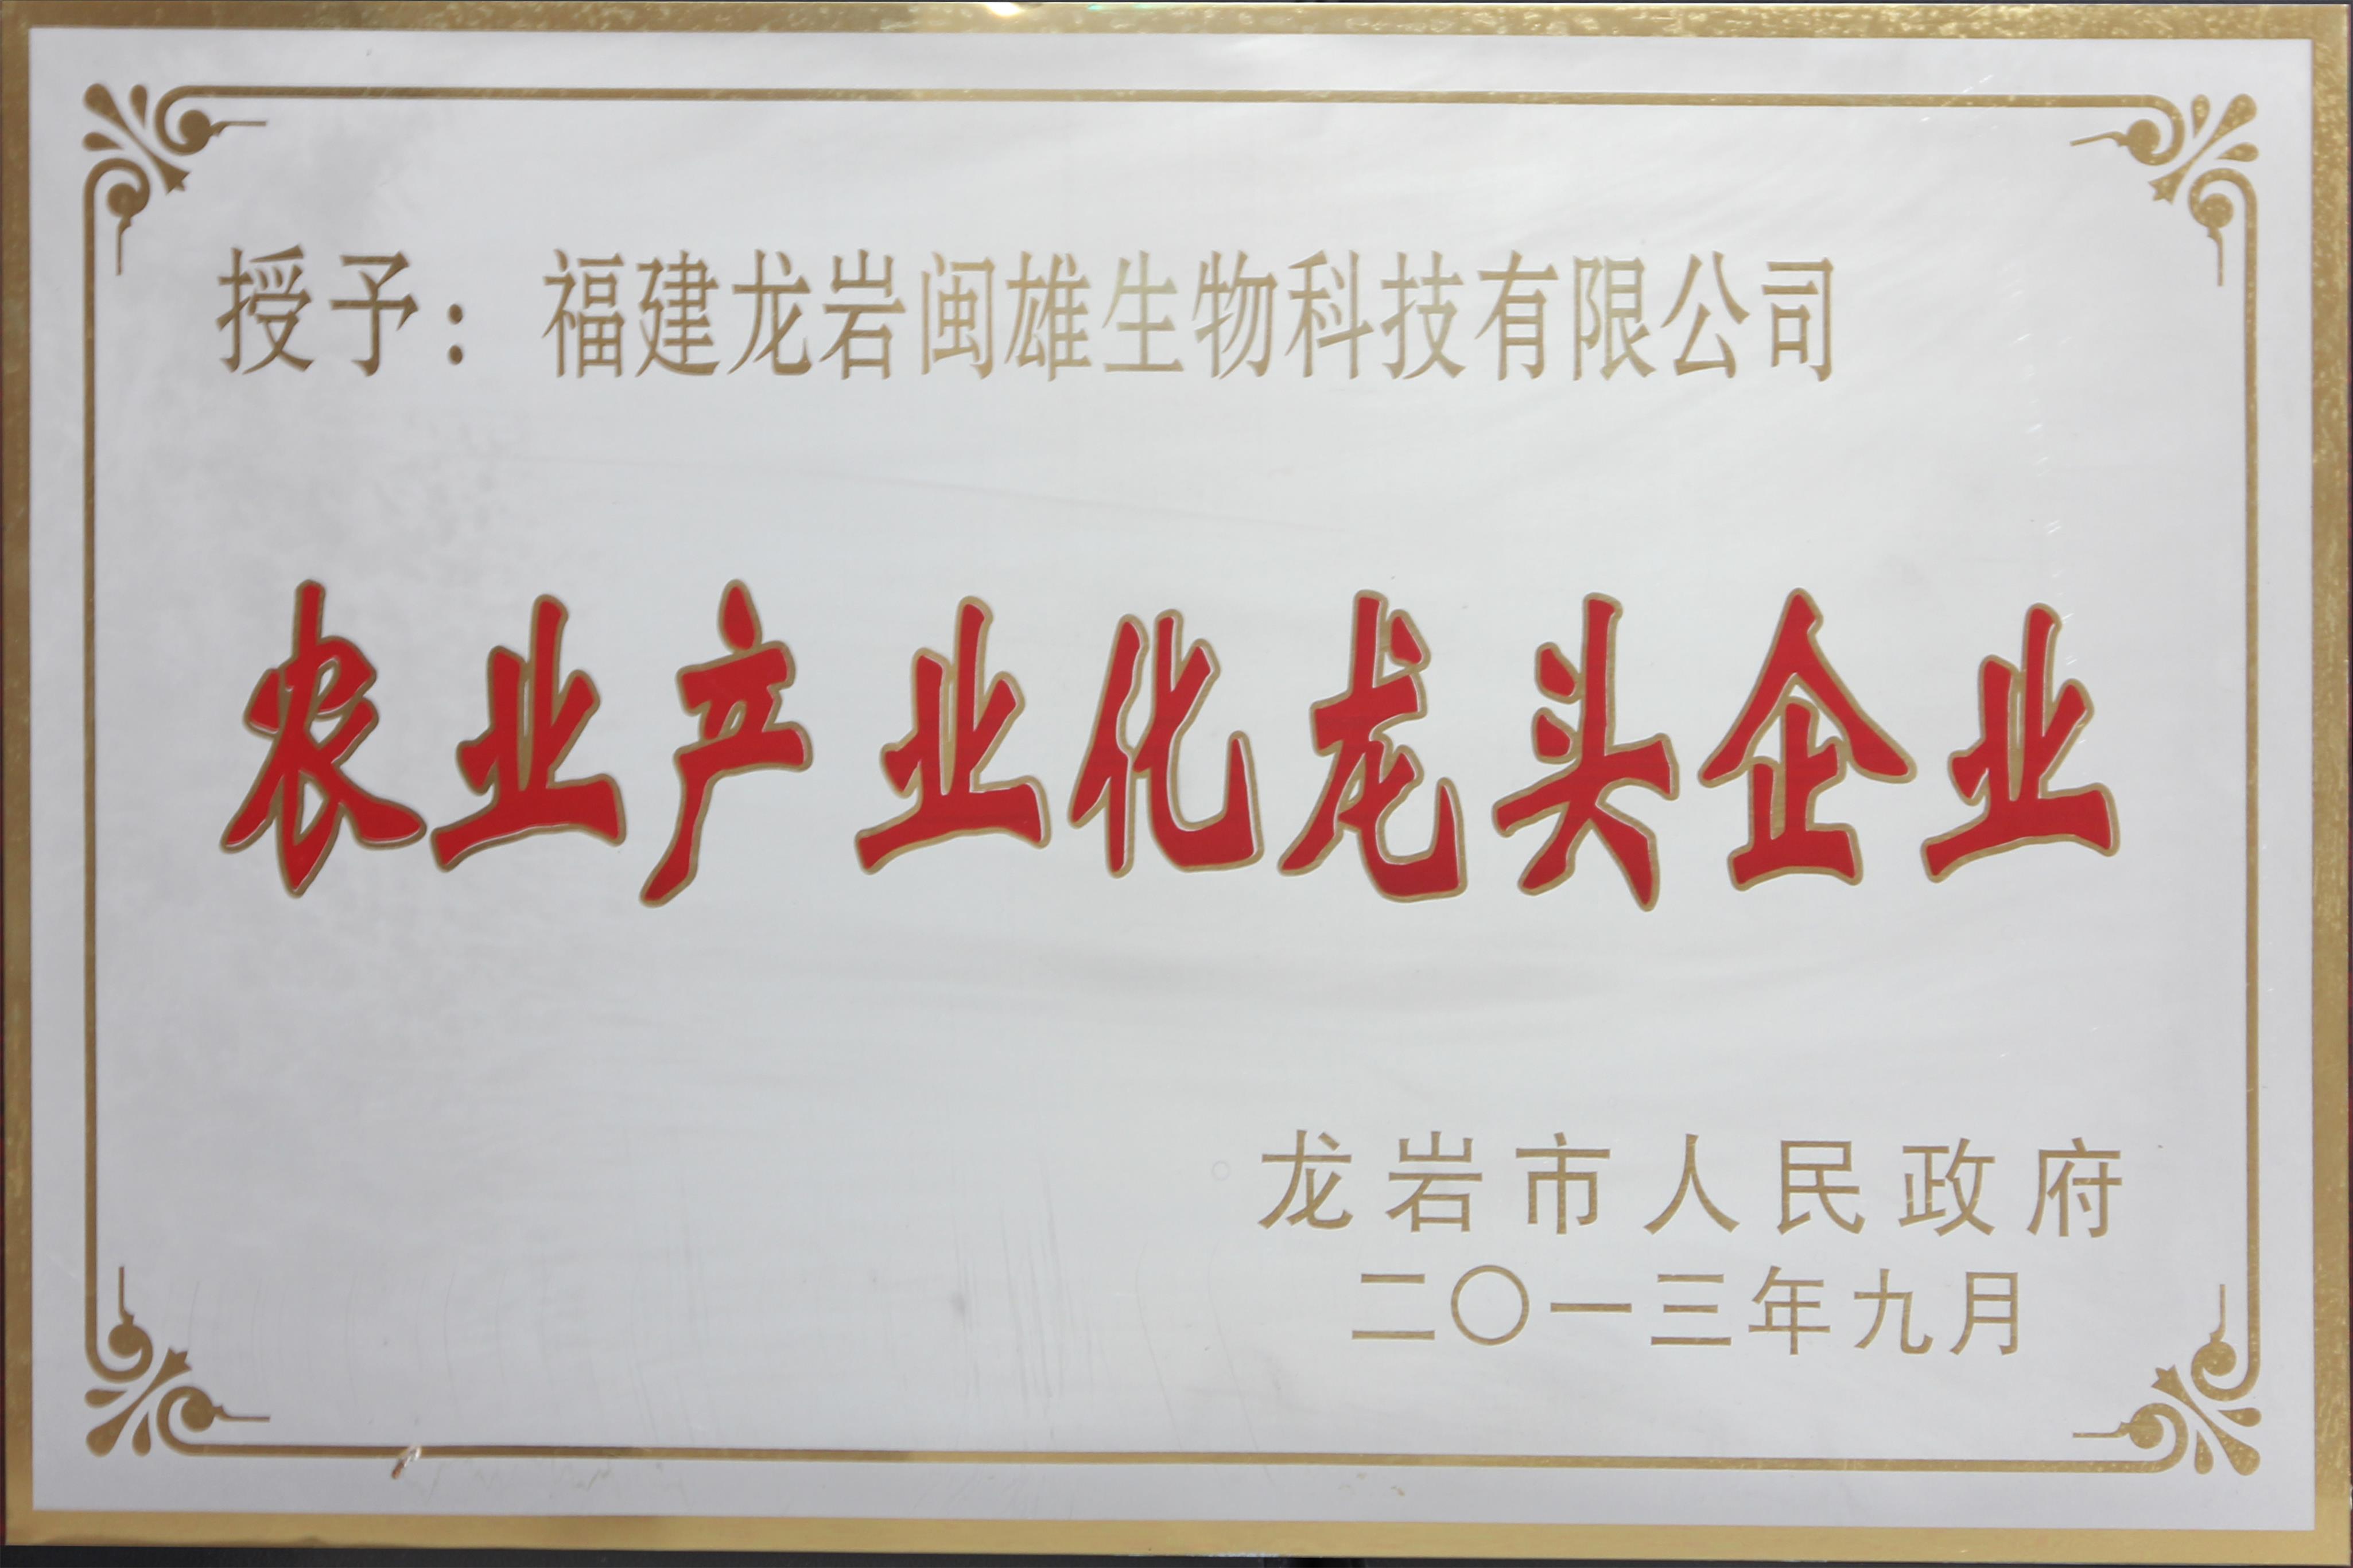 授予：福建龙岩闽雄生物科技有限公司
农业产业化龙头企业
龙岩市人民政府
二〇一三年九月